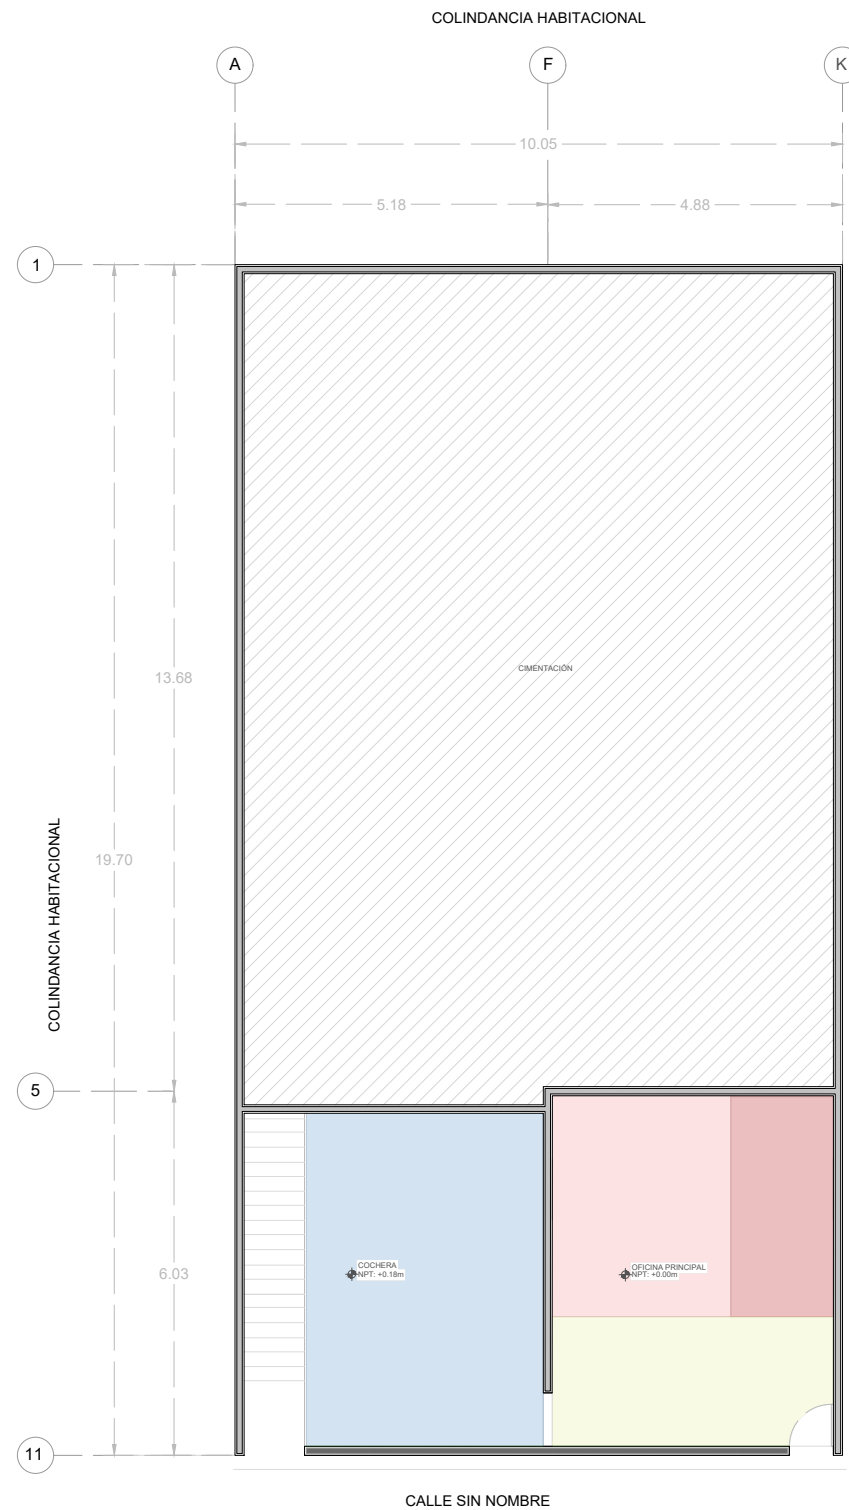 COLINDANCIA HABITACIONAL
A
F
K
10.05
5.18
4.88
1
CIMENTACIÓN
13.68
COLINDANCIA HABITACIONAL
19.70
5
COCHERA
NPT: +0.18m
OFICINA PRINCIPAL
NPT: +0.00m
6.03
11
CALLE SIN NOMBRE